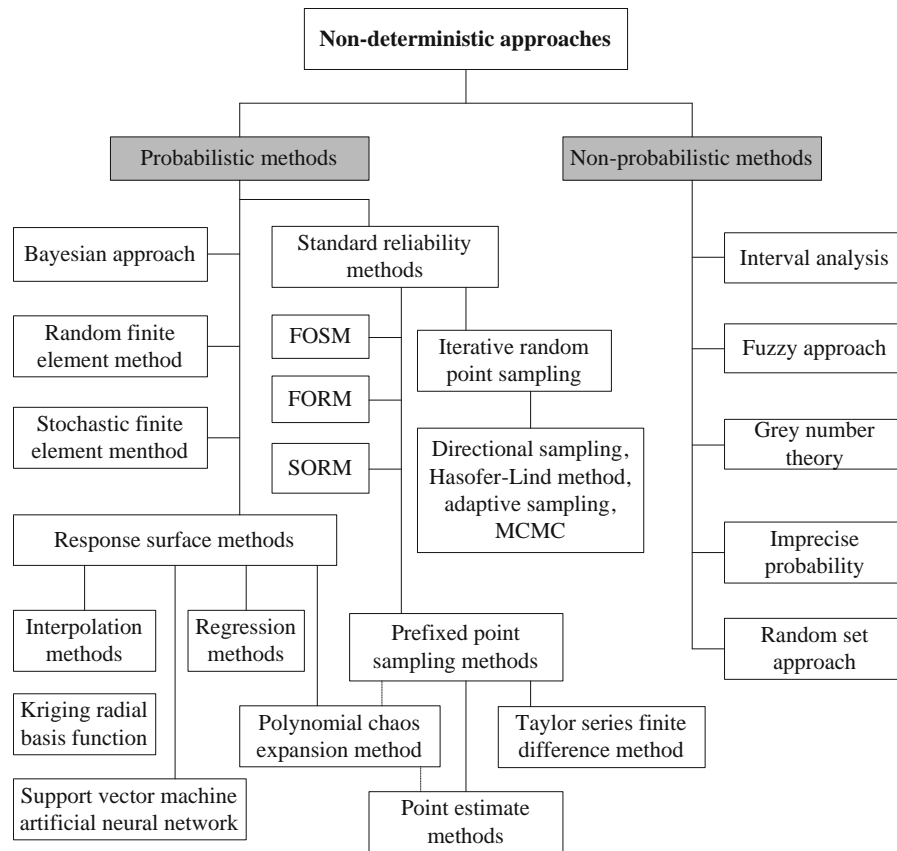 Non-deterministic approaches
Probabilistic methods
Non-probabilistic methods
Bayesian approach
Standard reliability
methods
Interval analysis
Random finite
element method
FOSM
Iterative random
point sampling
Fuzzy approach
FORM
Stochastic finite
element menthod
SORM
Directional sampling,
Hasofer-Lind method,
adaptive sampling,
MCMC
Grey number
theory
Response surface methods
Imprecise
probability
Interpolation
methods
Regression
methods
Prefixed point
sampling methods
Random set
approach
Kriging radial
basis function
Polynomial chaos
expansion method
Taylor series finite
difference method
Support vector machine
artificial neural network
Point estimate
methods